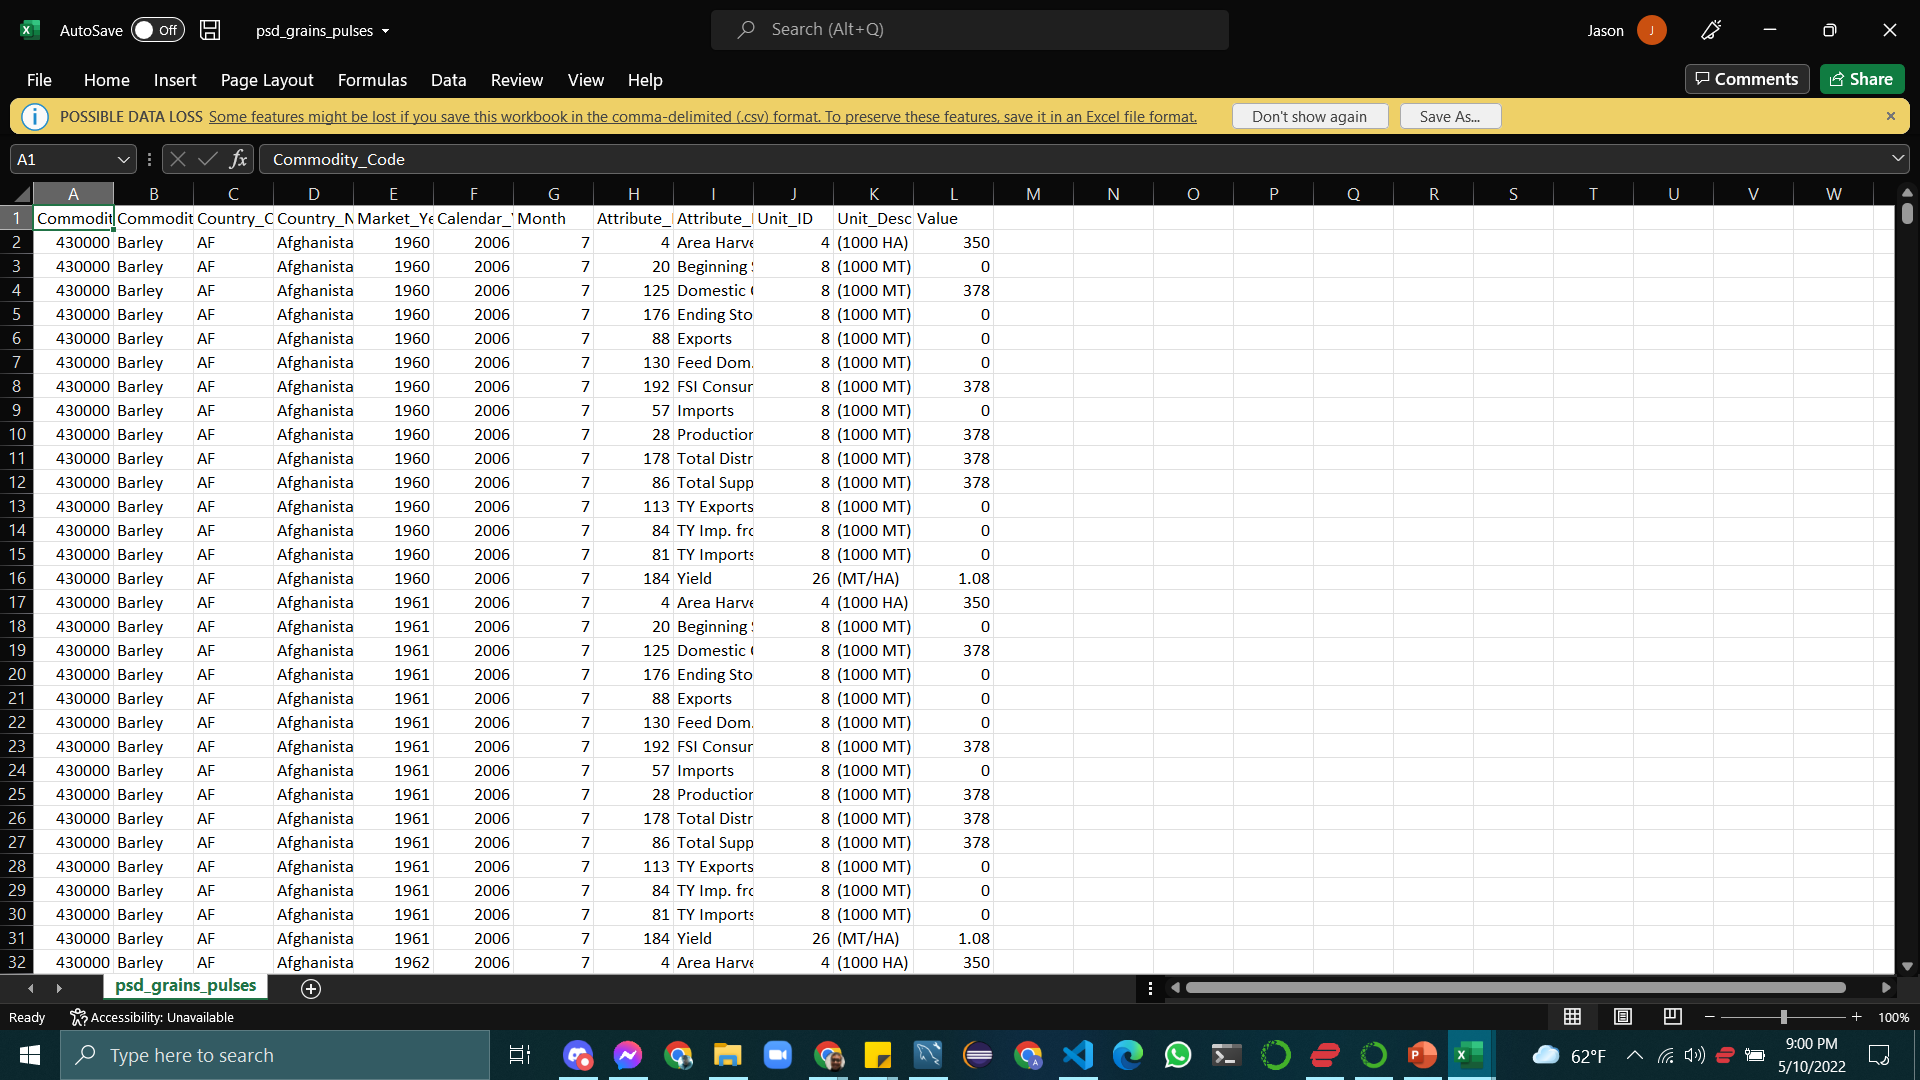 AutoSave Off psd_grains_pulses Search (Alt+Q) Jason J
File Home Insert Page Layout Formulas Data Review View Help Comments Share
POSSIBLE DATA LOSS Some features might be lost if you save this workbook in the comma-delimited (.csv) format. To preserve these features, save it in an Excel file format. Don't show again Save As...
A1 fx Commodity_Code
A B C D E F G H I J K L M N O P Q R S T U V W
1 Commodit Commodit Country_C Country_N Market_Ye Calendar_Y Month Attribute_ Attribute_ Unit_ID Unit_Desc Value
2 430000 Barley AF Afghanista 1960 2006 7 4 Area Harve 4 (1000 HA) 350
3 430000 Barley AF Afghanista 1960 2006 7 20 Beginning 8 (1000 MT) 0
4 430000 Barley AF Afghanista 1960 2006 7 125 Domestic 8 (1000 MT) 378
5 430000 Barley AF Afghanista 1960 2006 7 176 Ending Sto 8 (1000 MT) 0
6 430000 Barley AF Afghanista 1960 2006 7 88 Exports 8 (1000 MT) 0
7 430000 Barley AF Afghanista 1960 2006 7 130 Feed Dom. 8 (1000 MT) 0
8 430000 Barley AF Afghanista 1960 2006 7 192 FSI Consur 8 (1000 MT) 378
9 430000 Barley AF Afghanista 1960 2006 7 57 Imports 8 (1000 MT) 0
10 430000 Barley AF Afghanista 1960 2006 7 28 Production 8 (1000 MT) 378
11 430000 Barley AF Afghanista 1960 2006 7 178 Total Distr 8 (1000 MT) 378
12 430000 Barley AF Afghanista 1960 2006 7 86 Total Supp 8 (1000 MT) 378
13 430000 Barley AF Afghanista 1960 2006 7 113 TY Exports 8 (1000 MT) 0
14 430000 Barley AF Afghanista 1960 2006 7 84 TY Imp. fro 8 (1000 MT) 0
15 430000 Barley AF Afghanista 1960 2006 7 81 TY Imports 8 (1000 MT) 0
16 430000 Barley AF Afghanista 1960 2006 7 184 Yield 26 (MT/HA) 1.08
17 430000 Barley AF Afghanista 1961 2006 7 4 Area Harve 4 (1000 HA) 350
18 430000 Barley AF Afghanista 1961 2006 7 20 Beginning 8 (1000 MT) 0
19 430000 Barley AF Afghanista 1961 2006 7 125 Domestic 8 (1000 MT) 378
20 430000 Barley AF Afghanista 1961 2006 7 176 Ending Sto 8 (1000 MT) 0
21 430000 Barley AF Afghanista 1961 2006 7 88 Exports 8 (1000 MT) 0
22 430000 Barley AF Afghanista 1961 2006 7 130 Feed Dom. 8 (1000 MT) 0
23 430000 Barley AF Afghanista 1961 2006 7 192 FSI Consur 8 (1000 MT) 378
24 430000 Barley AF Afghanista 1961 2006 7 57 Imports 8 (1000 MT) 0
25 430000 Barley AF Afghanista 1961 2006 7 28 Production 8 (1000 MT) 378
26 430000 Barley AF Afghanista 1961 2006 7 178 Total Distr 8 (1000 MT) 378
27 430000 Barley AF Afghanista 1961 2006 7 86 Total Supp 8 (1000 MT) 378
28 430000 Barley AF Afghanista 1961 2006 7 113 TY Exports 8 (1000 MT) 0
29 430000 Barley AF Afghanista 1961 2006 7 84 TY Imp. fro 8 (1000 MT) 0
30 430000 Barley AF Afghanista 1961 2006 7 81 TY Imports 8 (1000 MT) 0
31 430000 Barley AF Afghanista 1961 2006 7 184 Yield 26 (MT/HA) 1.08
32 430000 Barley AF Afghanista 1962 2006 7 4 Area Harve 4 (1000 HA) 350
psd_grains_pulses
Ready Accessibility: Unavailable 100%
Type here to search 62°F 9:00 PM
5/10/2022